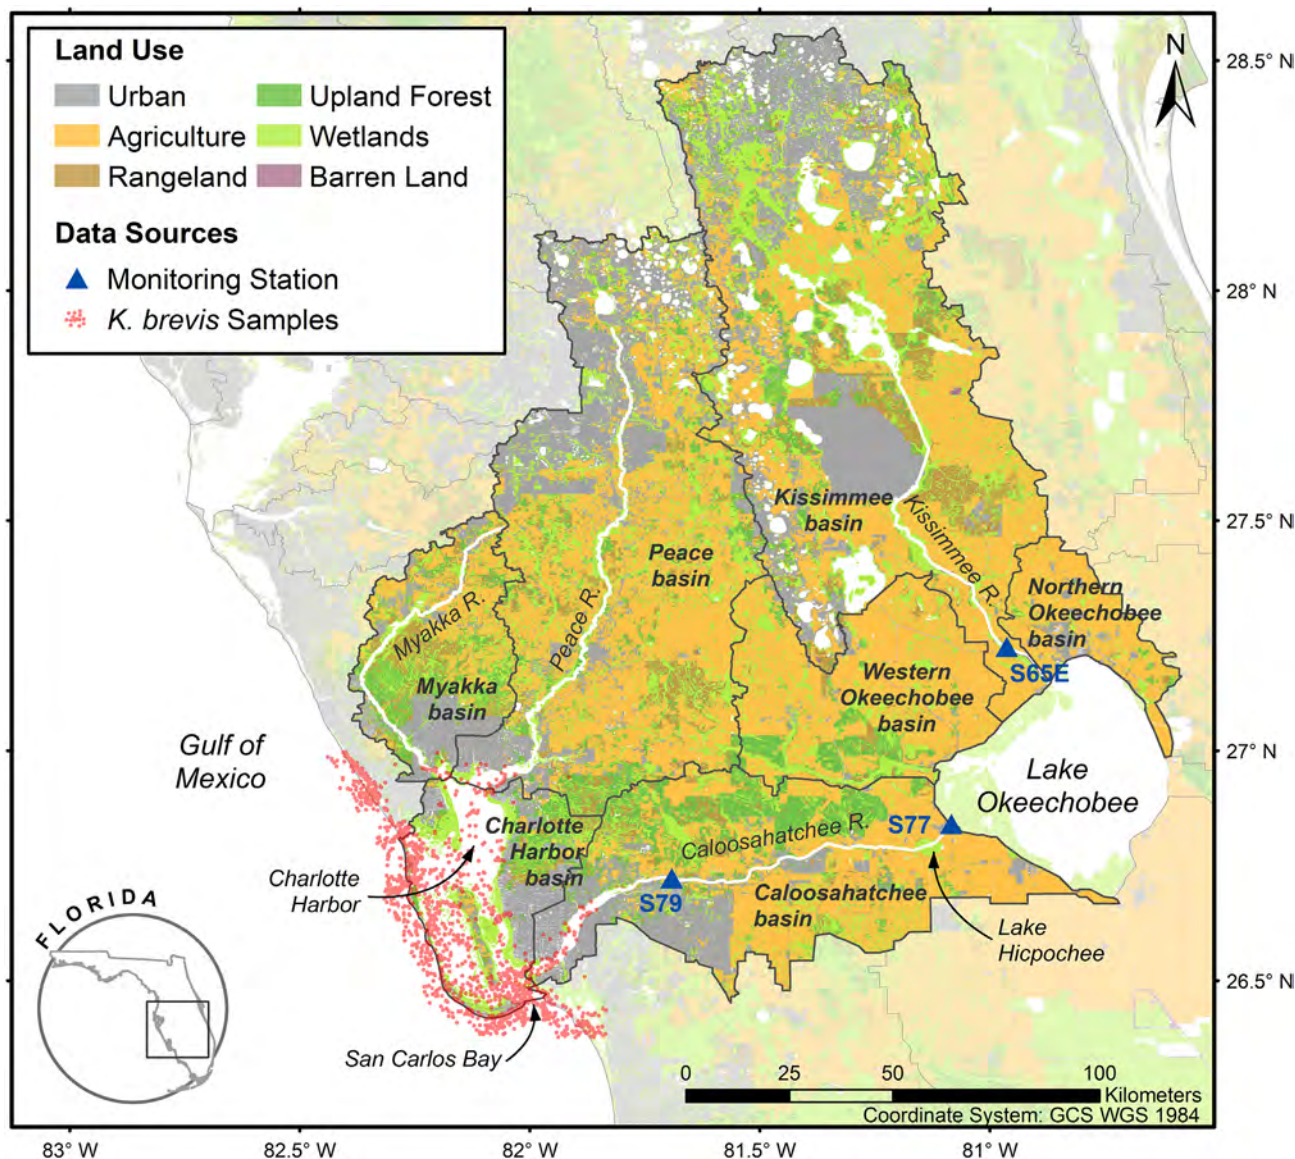 Land Use
Urban
Upland Forest
Agriculture
Wetlands
Rangeland
Barren Land
Data Sources
Monitoring Station
K. brevis Samples
N
28.5° N
28° N
27.5° N
27° N
26.5° N
Kissimmee
basin
Kissimmee R.
Peace
basin
Peace R.
Northern
Okeechobee
basin
Myakka R.
Myakka
basin
Western
Okeechobee
basin
S65E
Gulf of
Mexico
Lake
Okeechobee
S77
Charlotte
Harbor
basin
Caloosahatchee R.
Charlotte
Harbor
S79
Caloosahatchee
basin
Lake
Hicpochee
FLORIDA
San Carlos Bay
0 25 50 100
Kilometers
Coordinate System: GCS WGS 1984
83° W 82.5° W 82° W 81.5° W 81° W